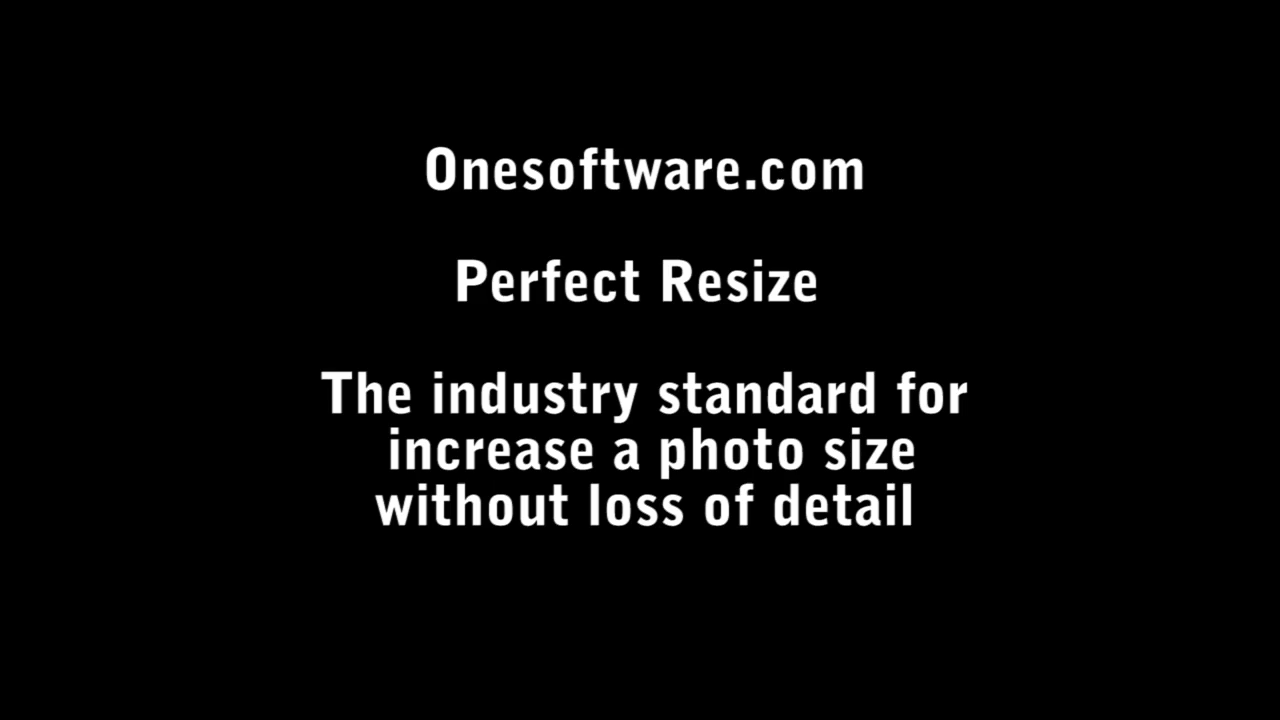 Onesoftware.com
Perfect Resize
The industry standard for
increase a photo size
without loss of detail